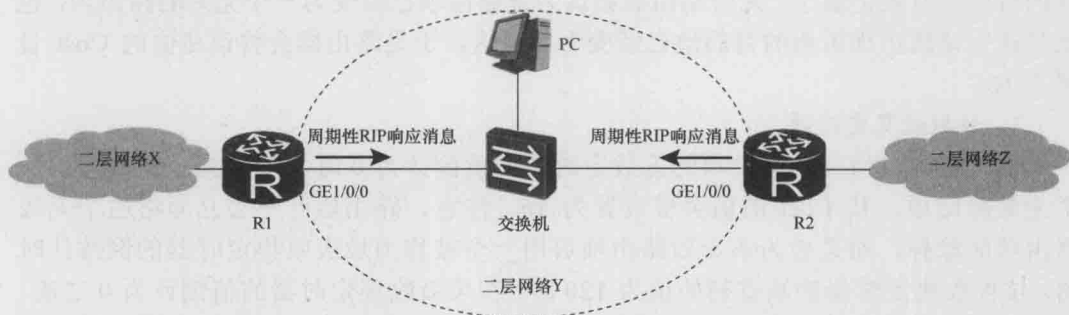 PC
二层网络X
周期性RIP响应消息
周期性RIP响应消息
二层网络Z
R
R
GE1/0/0
GE1/0/0
R1
交换机
R2
二层网络Y